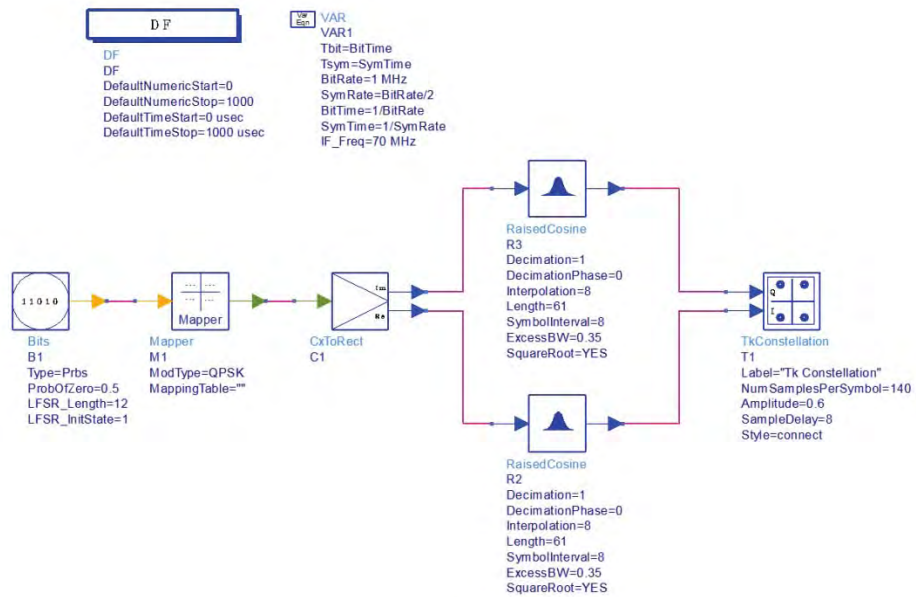 DF
DF
DF
DefaultNumericStart=0
DefaultNumericStop=1000
DefaultTimeStart=0 usec
DefaultTimeStop=1000 usec
Var
Eqn
VAR
VAR1
Tbit=BitTime
Tsym=SymTime
BitRate=1 MHz
SymRate=BitRate/2
BitTime=1/BitRate
SymTime=1/SymRate
IF_Freq=70 MHz
11010
Bits
B1
Type=Prbs
ProbOfZero=0.5
LFSR_Length=12
LFSR_InitState=1
Mapper
Mapper
M1
ModType=QPSK
MappingTable=""
Im
Re
CxToRect
C1
RaisedCosine
R3
Decimation=1
DecimationPhase=0
Interpolation=8
Length=61
SymbolInterval=8
ExcessBW=0.35
SquareRoot=YES
RaisedCosine
R2
Decimation=1
DecimationPhase=0
Interpolation=8
Length=61
SymbolInterval=8
ExcessBW=0.35
SquareRoot=YES
Q
I
TkConstellation
T1
Label="Tk Constellation"
NumSamplesPerSymbol=140
Amplitude=0.6
SampleDelay=8
Style=connect